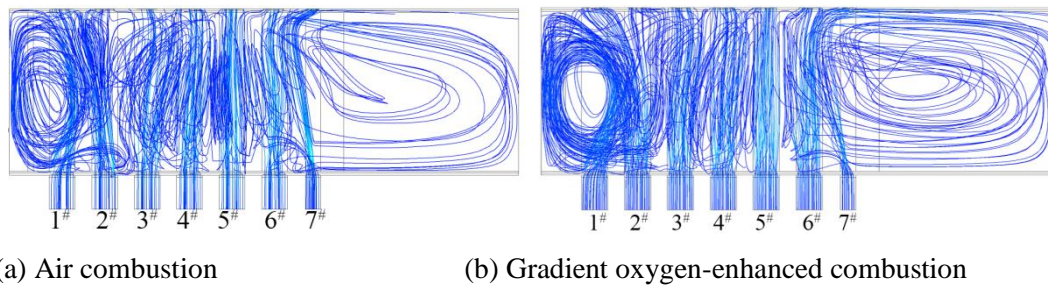 1# 2# 3# 4# 5# 6# 7#
1# 2# 3# 4# 5# 6# 7#
(a) Air combustion
(b) Gradient oxygen-enhanced combustion